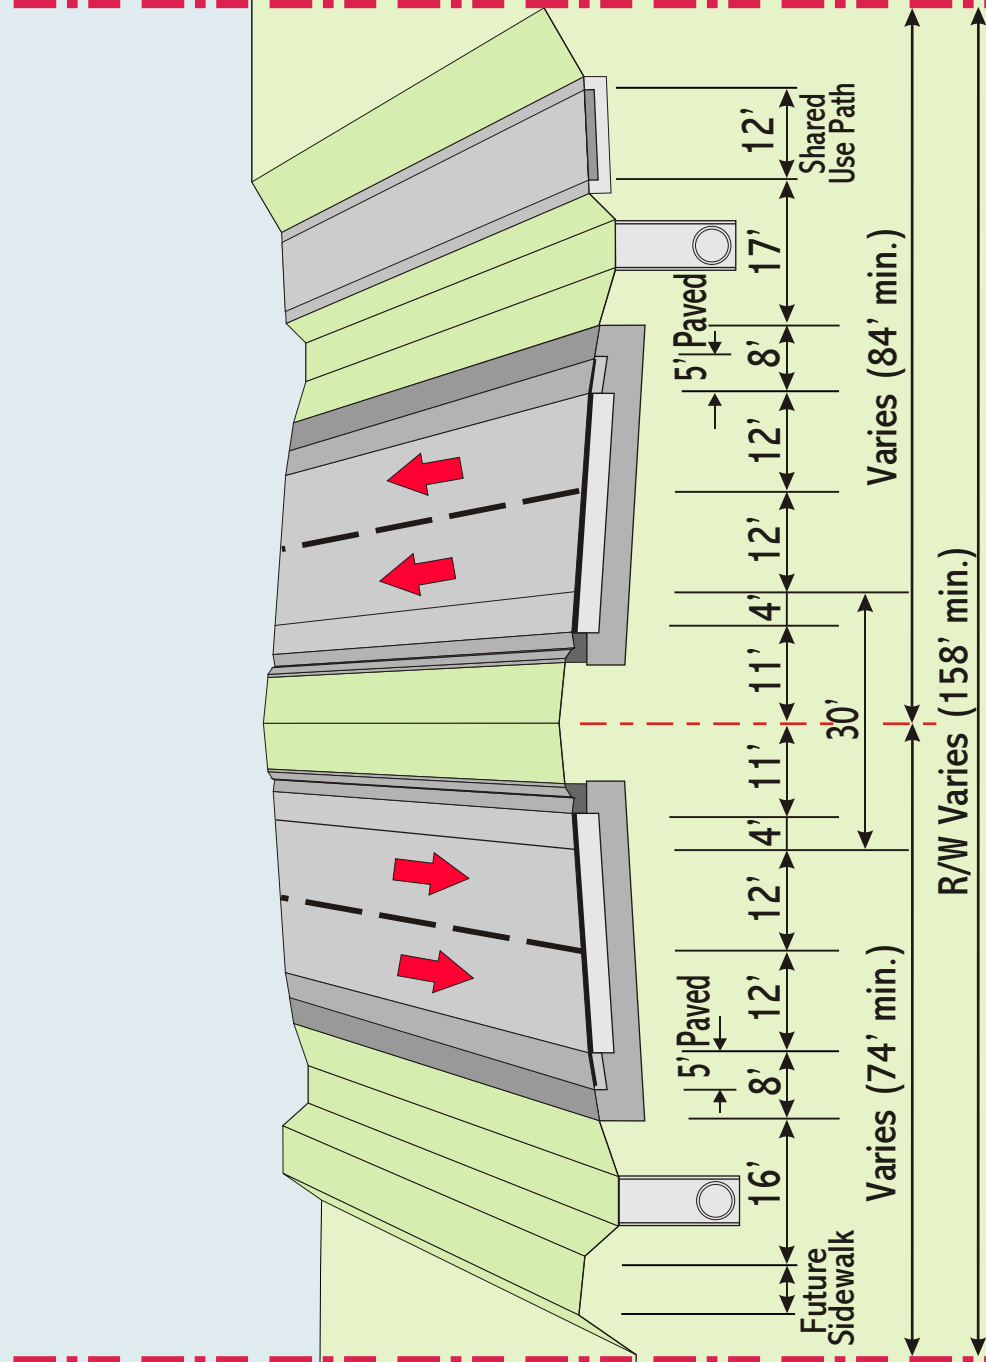 Future
Sidewalk
16'
8'
5' Paved
12'
12'
4'
11'
11'
4'
12'
12'
8'
5' Paved
17'
12'
Shared
Use Path
30'
Varies (74' min.)
Varies (84' min.)
R/W Varies (158' min.)